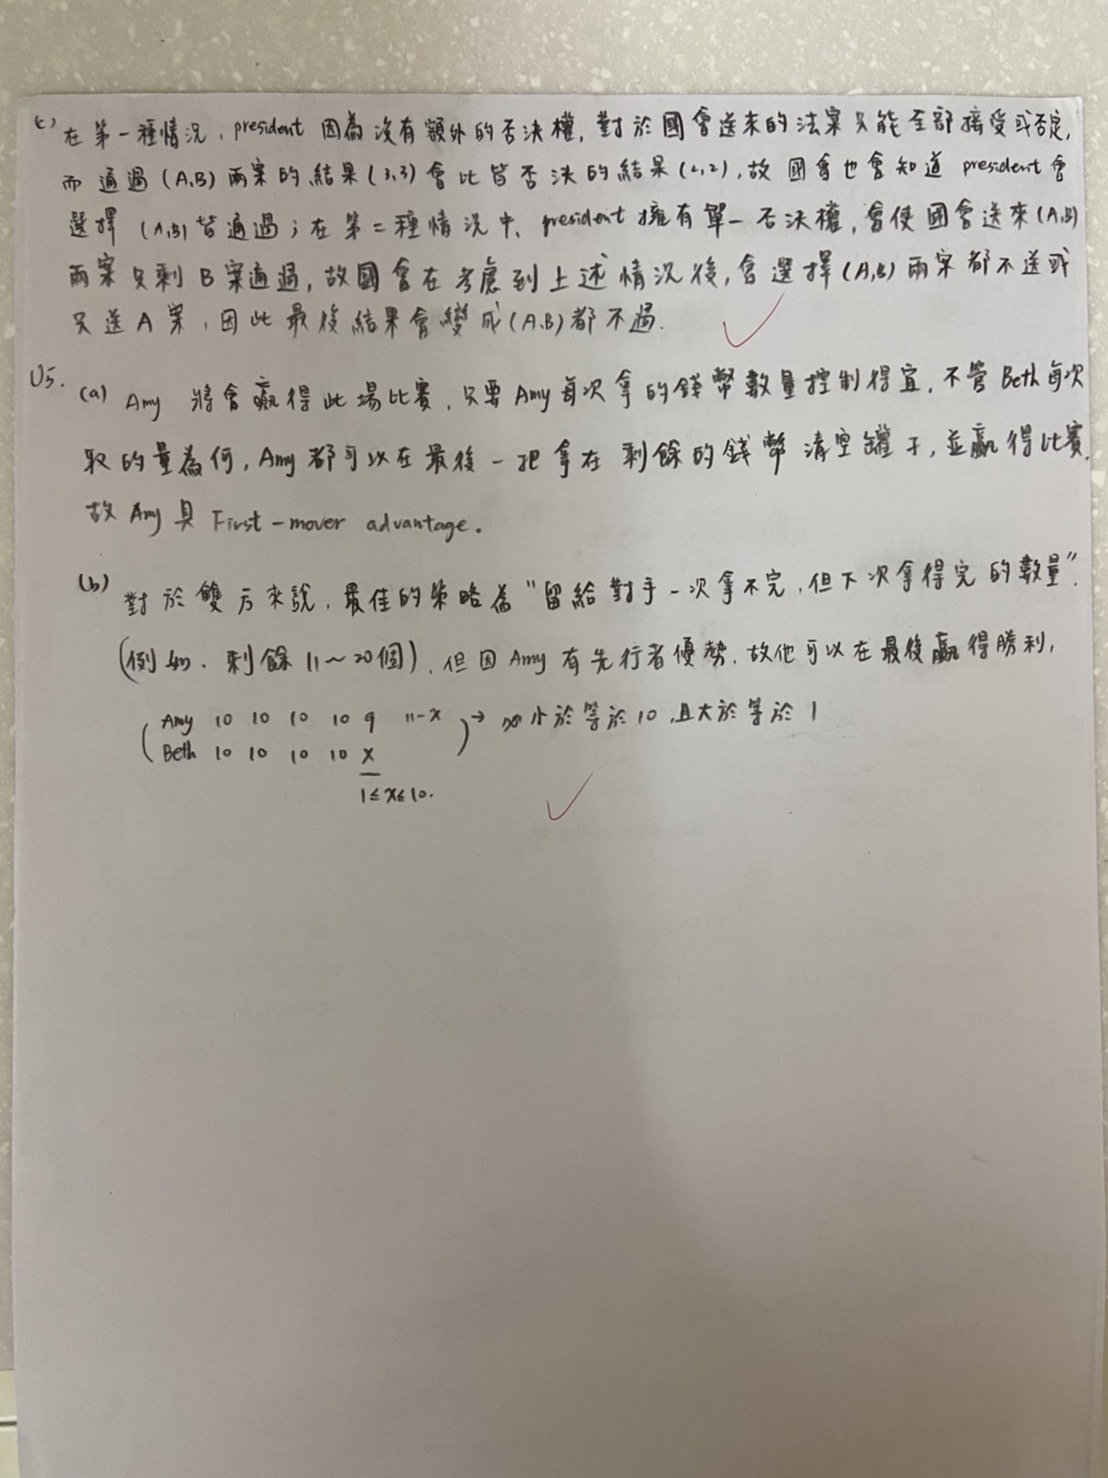 c) 在第一種情況，president 因為沒有額外的否決權，對於國會送來的法案只能全部接受或否定，
而通過 (A,B) 兩案的結果 (3,3) 會比皆否決的結果 (2,2)，故國會也會知道 president 會
選擇 (A,B) 皆通過；在第二種情況中，president 擁有單一否決權，會使國會送來 (A,B)
兩案只剩 B 案通過，故國會在考慮到上述情況後，會選擇 (A,B) 兩案都不送或
只送 A 案，因此最後結果會變成 (A,B) 都不過.
U5. (a) Amy 將會贏得此場比賽，只要 Amy 每次拿的錢幣數量控制得宜，不管 Beth 每次
取的量為何，Amy 都可以在最後一把拿在剩餘的錢幣清空罐子，並贏得比賽.
故 Amy 具 First-mover advantage.
(b) 對於雙方來說，最佳的策略為"留給對手一次拿不完，但下次拿得完的數量".
(例如. 剩餘 11～20個)，但因 Amy 有先行者優勢，故他可以在最後贏得勝利，
(Amy 10 10 10 10 9 11-x) → 小於等於 10，且大於等於 1
Beth 10 10 10 10 x
1≤x≤10.